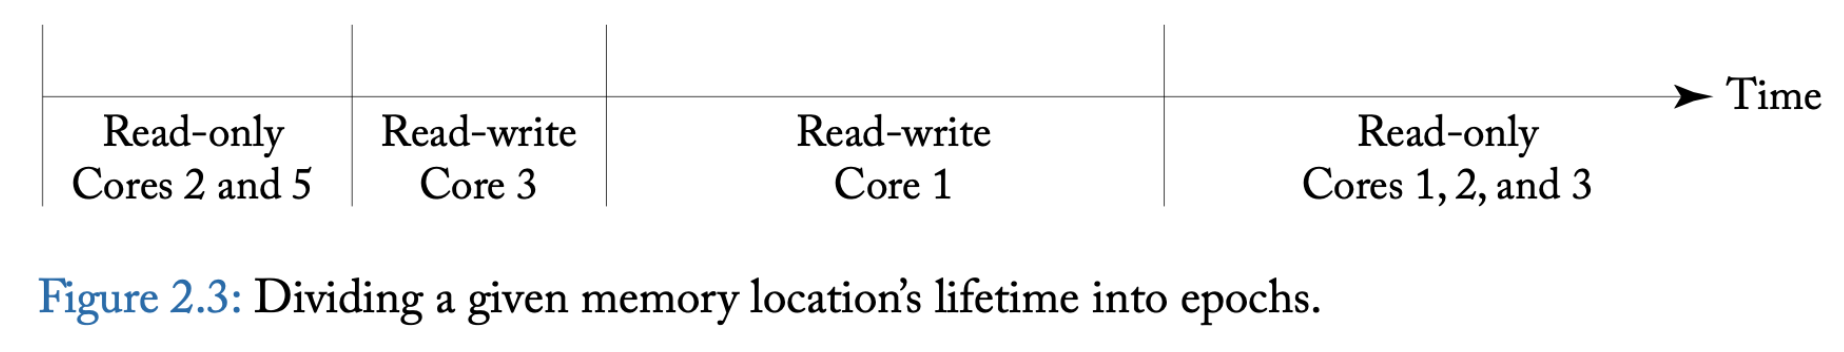 Time
Read-only
Cores 2 and 5
Read-write
Core 3
Read-write
Core 1
Read-only
Cores 1, 2, and 3
Figure 2.3: Dividing a given memory location’s lifetime into epochs.